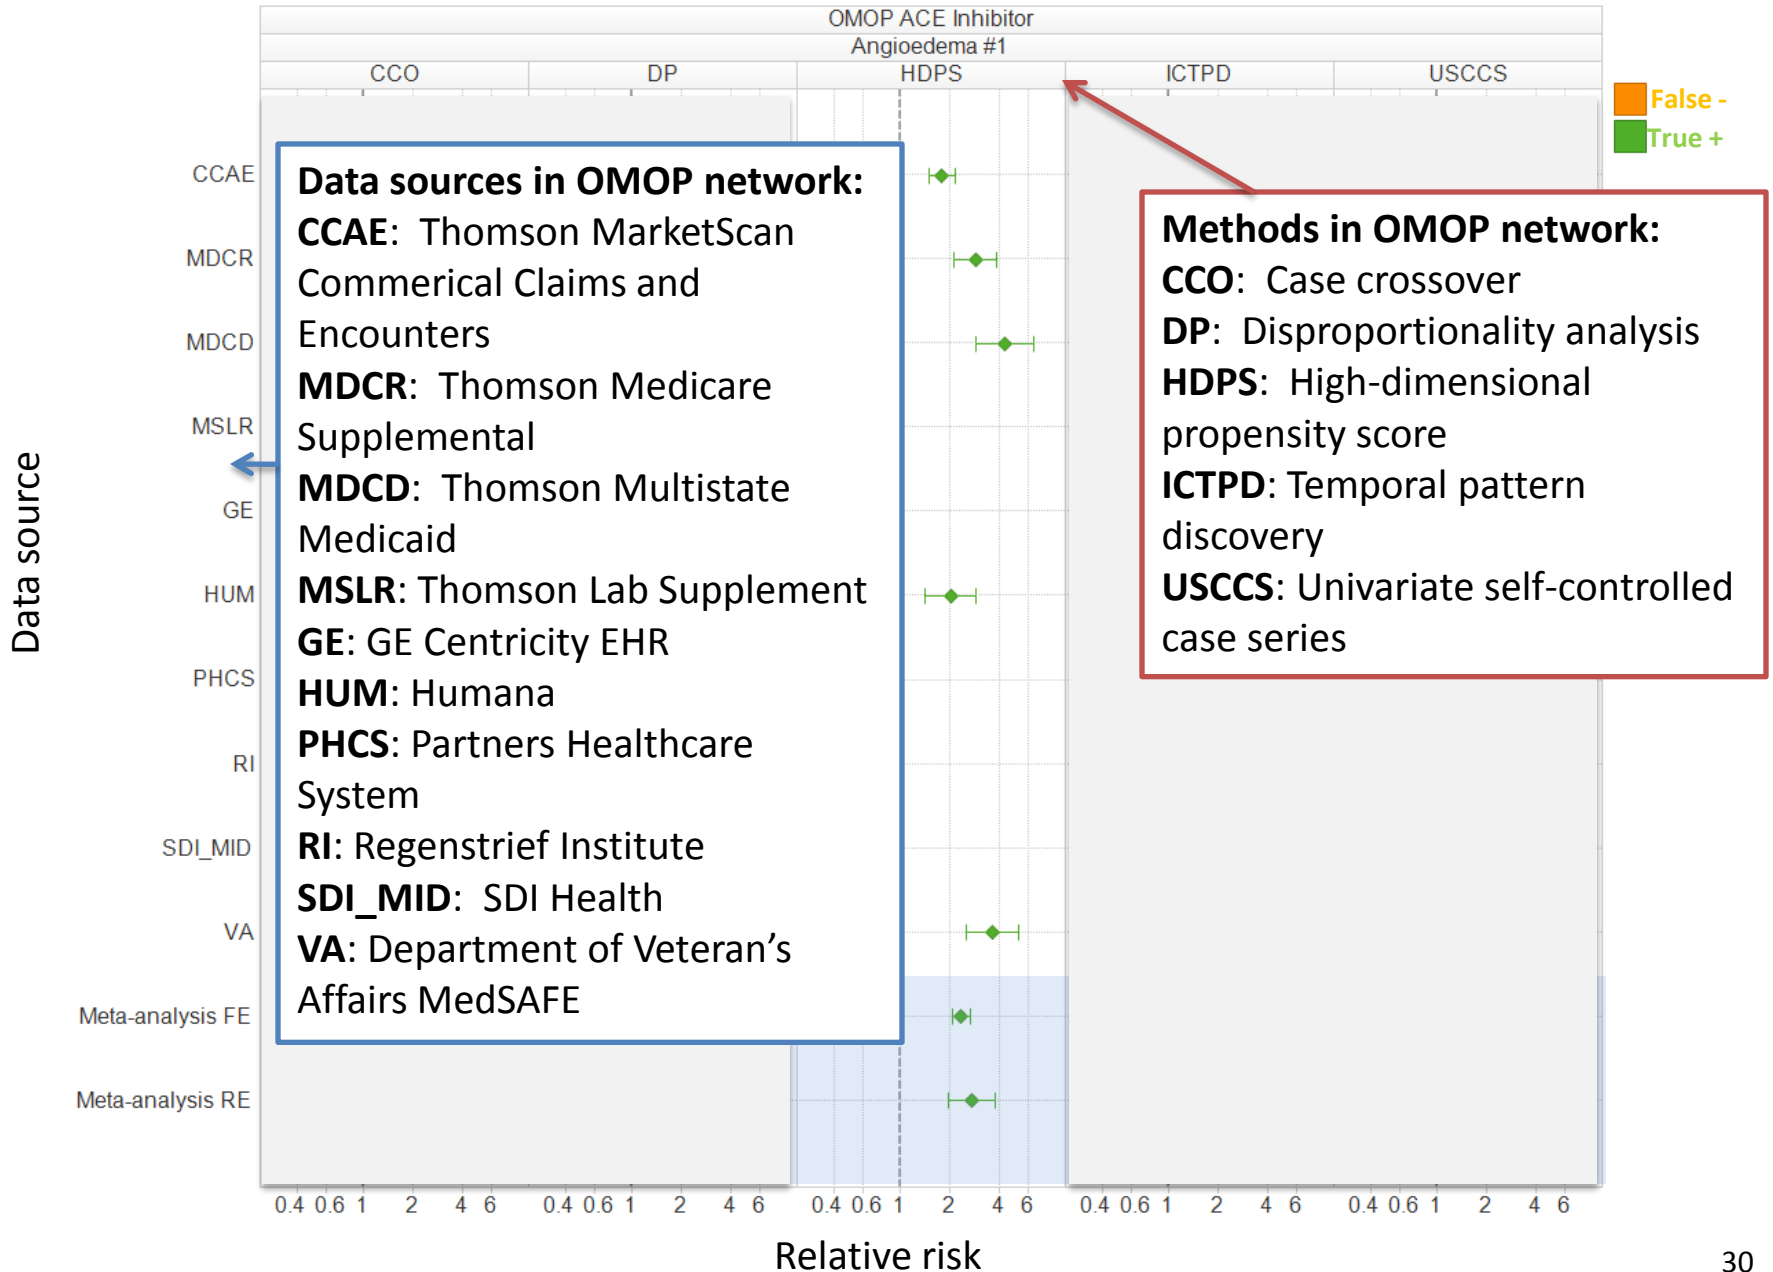 OMOP ACE Inhibitor
Angioedema #1
CCO DP HDPS ICTPD USCCS
False -
True +
Data source
CCAE
MDCR
MDCD
MSLR
GE
HUM
PHCS
RI
SDI_MID
VA
Meta-analysis FE
Meta-analysis RE
Data sources in OMOP network:
CCAE: Thomson MarketScan
Commerical Claims and
Encounters
MDCR: Thomson Medicare
Supplemental
MDCD: Thomson Multistate
Medicaid
MSLR: Thomson Lab Supplement
GE: GE Centricity EHR
HUM: Humana
PHCS: Partners Healthcare
System
RI: Regenstrief Institute
SDI_MID: SDI Health
VA: Department of Veteran's
Affairs MedSAFE
Methods in OMOP network:
CCO: Case crossover
DP: Disproportionality analysis
HDPS: High-dimensional
propensity score
ICTPD: Temporal pattern
discovery
USCCS: Univariate self-controlled
case series
0.4 0.6 1 2 4 6 0.4 0.6 1 2 4 6 0.4 0.6 1 2 4 6 0.4 0.6 1 2 4 6 0.4 0.6 1 2 4 6
Relative risk
30